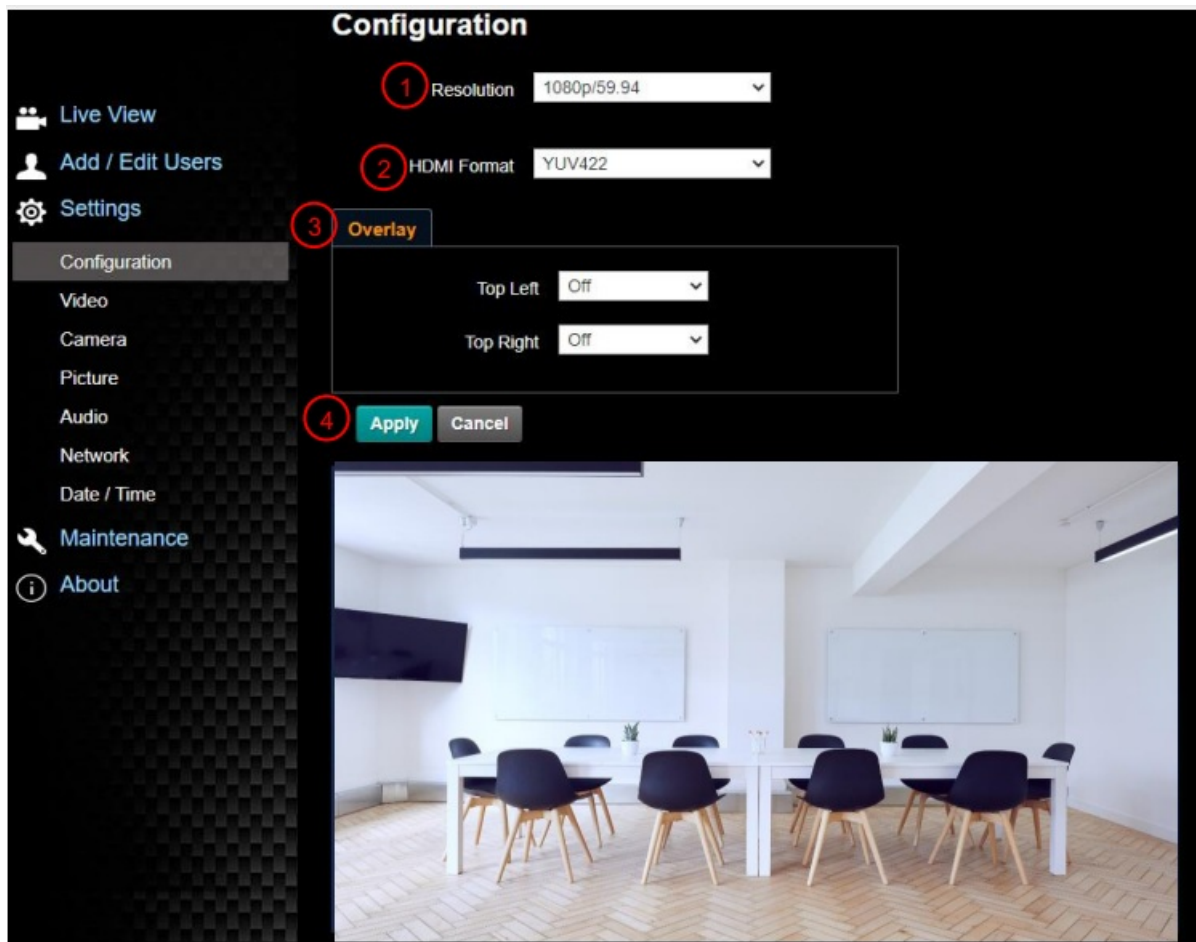 Configuration
1 Resolution 1080p/59.94
Live View
2 HDMI Format YUV422
Add / Edit Users
Settings
3 Overlay
Configuration
Top Left Off
Video
Camera
Top Right Off
Picture
Audio
4 Apply Cancel
Network
Date / Time
Maintenance
About